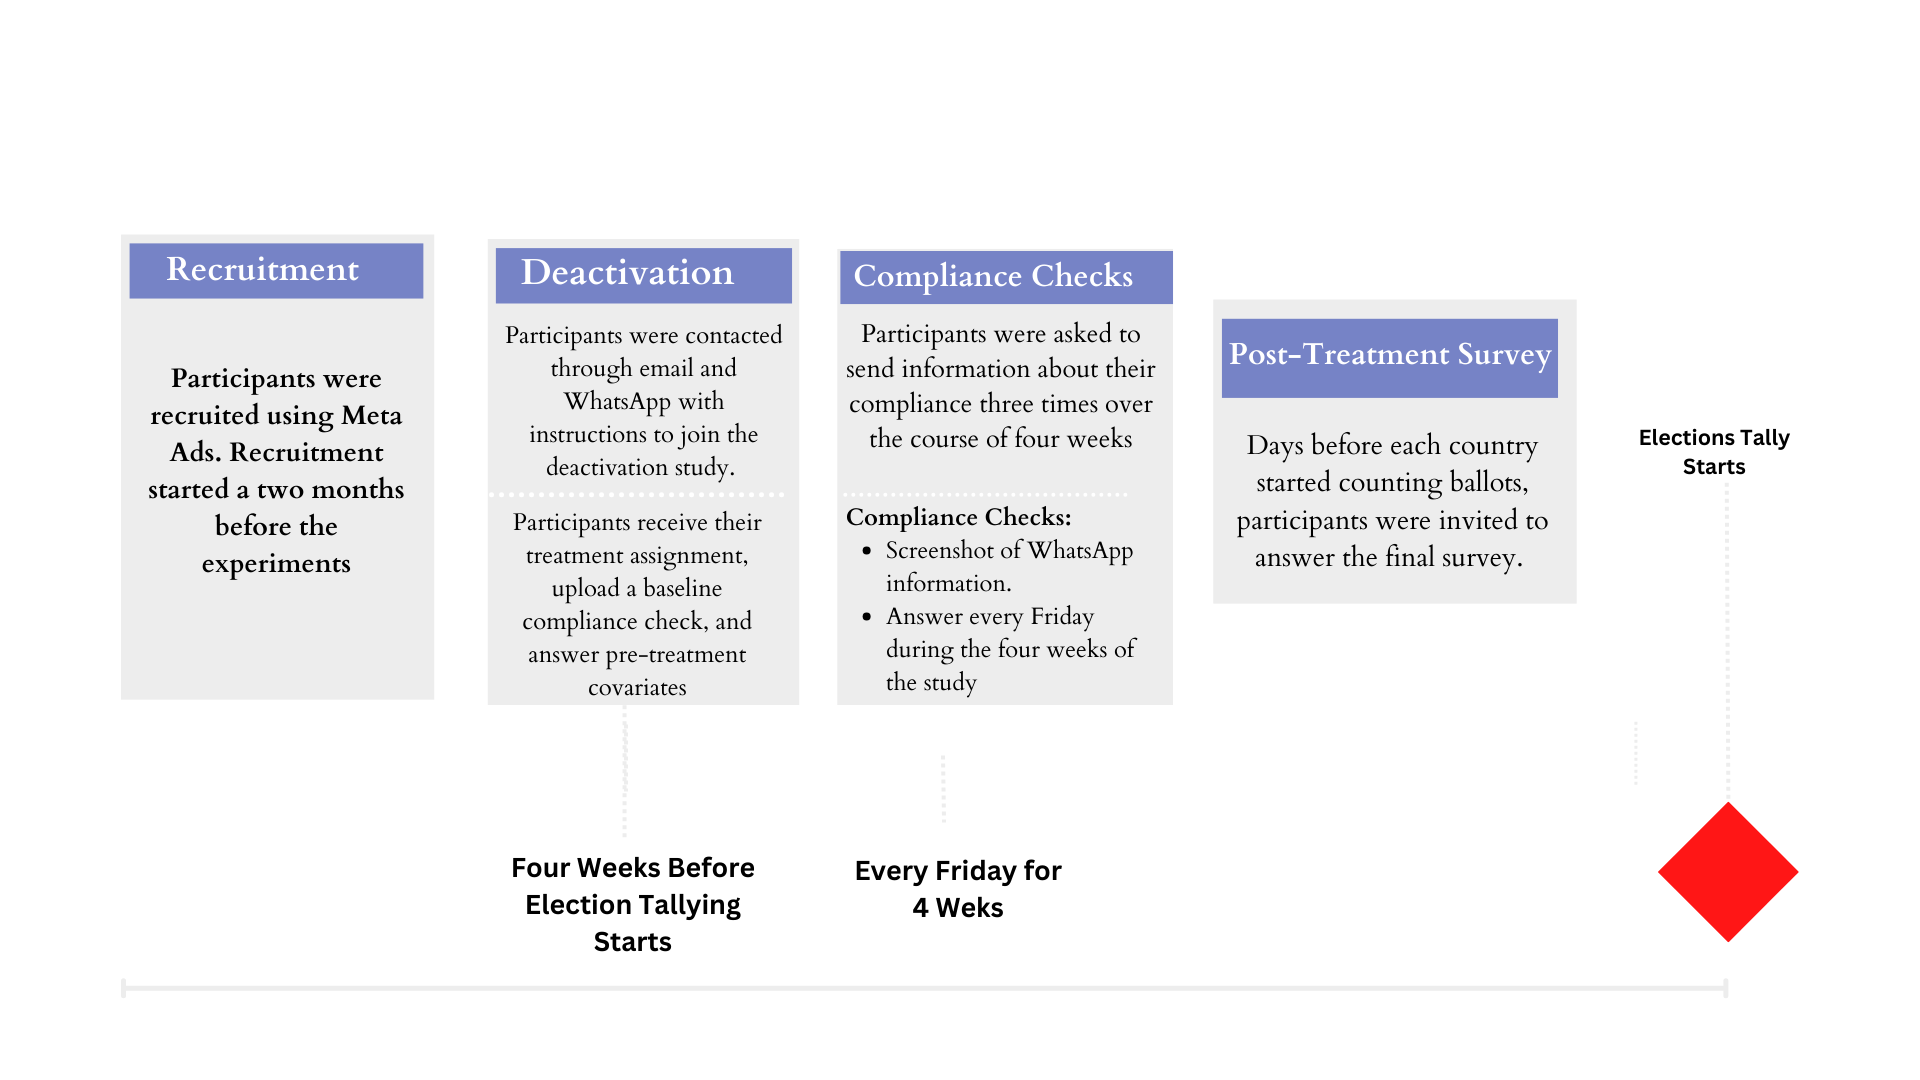 Recruitment
Participants were
recruited using Meta
Ads. Recruitment
started a two months
before the
experiments
Deactivation
Participants were contacted
through email and
WhatsApp with
instructions to join the
deactivation study.
Participants receive their
treatment assignment,
upload a baseline
compliance check, and
answer pre-treatment
covariates
Four Weeks Before
Election Tallying
Starts
Compliance Checks
Participants were asked to
send information about their
compliance three times over
the course of four weeks
Compliance Checks:
• Screenshot of WhatsApp
information.
• Answer every Friday
during the four weeks of
the study
Every Friday for
4 Weks
Post-Treatment Survey
Days before each country
started counting ballots,
participants were invited to
answer the final survey.
Elections Tally
Starts